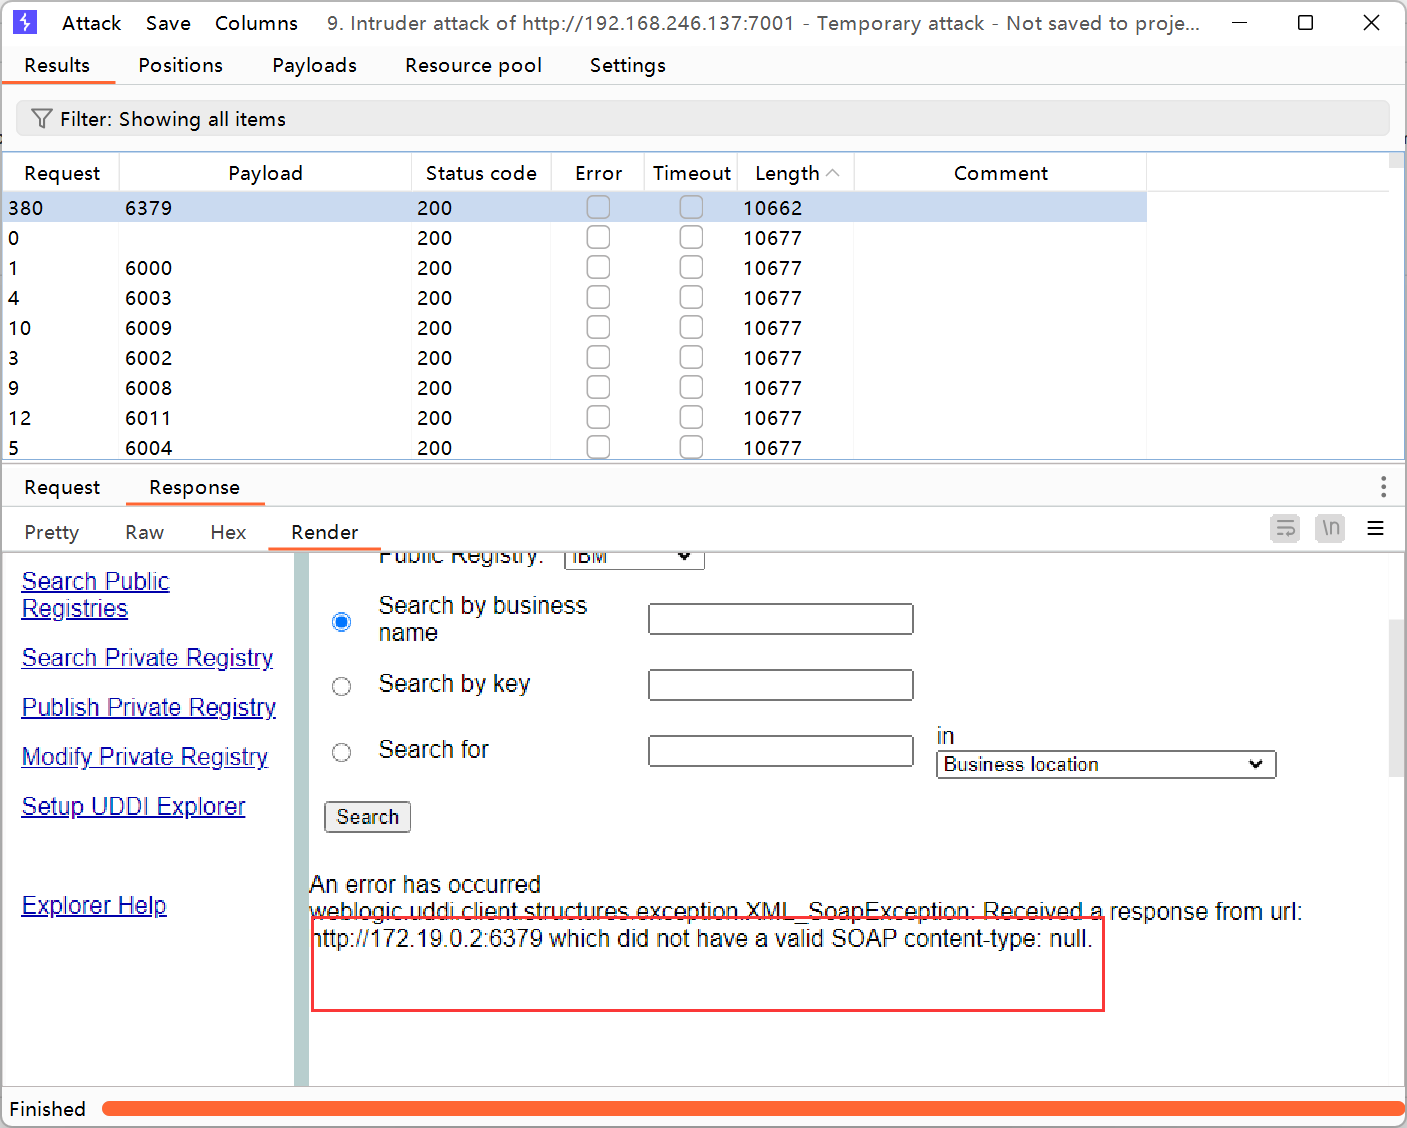 Attack Save Columns 9. Intruder attack of http://192.168.246.137:7001 - Temporary attack - Not saved to proje...
Results Positions Payloads Resource pool Settings
Filter: Showing all items
Request Payload Status code Error Timeout Length Comment
380 6379 200 10662
0 200 10677
1 6000 200 10677
4 6003 200 10677
10 6009 200 10677
3 6002 200 10677
9 6008 200 10677
12 6011 200 10677
5 6004 200 10677
Request Response
Pretty Raw Hex Render
\n
Public Registry: IBM
Search Public
Registries
Search Private Registry
Publish Private Registry
Modify Private Registry
Setup UDDI Explorer
Explorer Help
Search by business
name
Search by key
Search for
in
Business location
Search
An error has occurred
weblogic.uddi.client.structures.exception.XML_SoapException: Received a response from url:
http://172.19.0.2:6379 which did not have a valid SOAP content-type: null.
Finished